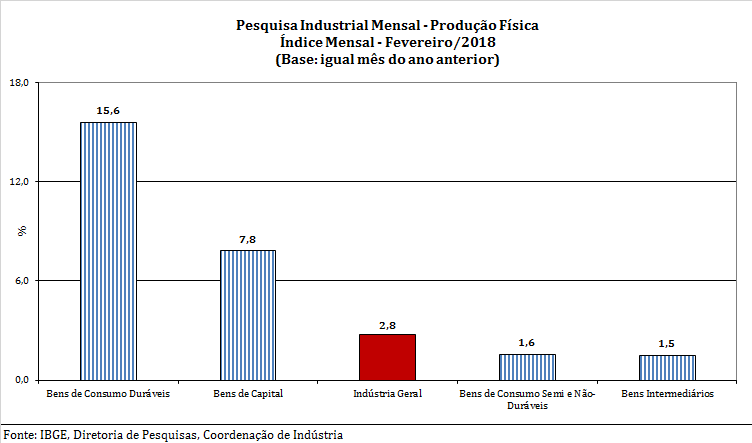 Pesquisa Industrial Mensal - Produção Física
Índice Mensal - Fevereiro/2018
(Base: igual mês do ano anterior)
18,0
15,6
12,0
%
7,8
6,0
2,8
1,6
1,5
0,0
Bens de Consumo Duráveis
Bens de Capital
Indústria Geral
Bens de Consumo Semi e Não-
Duráveis
Bens Intermediários
Fonte: IBGE, Diretoria de Pesquisas, Coordenação de Indústria